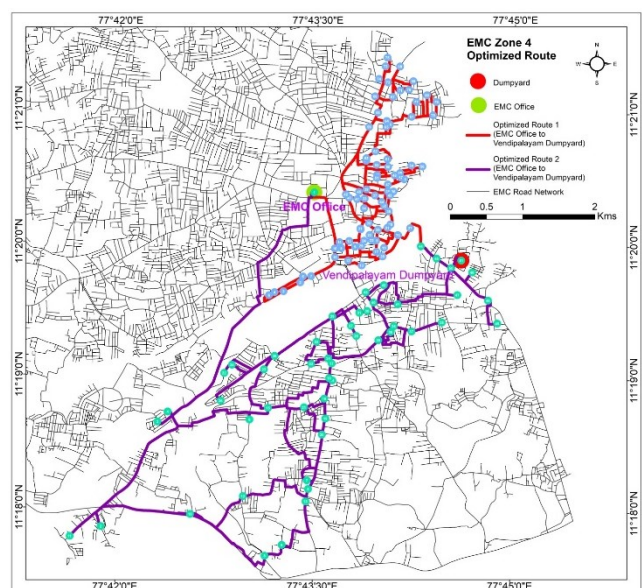 77°42'0"E 77°43'30"E 77°45'0"E
EMC Zone 4
Optimized Route
N
W E
S
Dumpyard
EMC Office
Optimized Route 1
(EMC Office to
Vendipalayam Dumpyard)
Optimized Route 2
(EMC Office to
Vendipalayam Dumpyard)
EMC Road Network
0 0.5 1 2
Kms
11°21'0"N 11°21'0"N
EMC Office
11°20'0"N 11°20'0"N
Vendipalayam Dumpyard
11°19'0"N 11°19'0"N
11°18'0"N 11°18'0"N
77°42'0"E 77°43'30"E 77°45'0"E